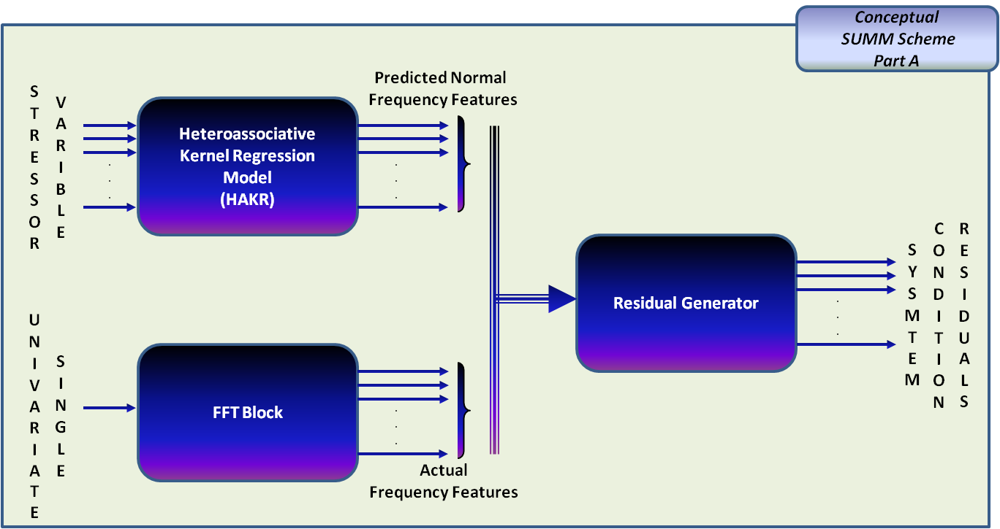 Conceptual
SUMM Scheme
Part A
STRESSOR
VARIBLE
Heteroassociative
Kernel Regression
Model
(HAKR)
Predicted Normal
Frequency Features
UNIVARIATE
SINGLE
FFT Block
Actual
Frequency Features
Residual Generator
SYSMTEM
CONDITION
RESIDUALS